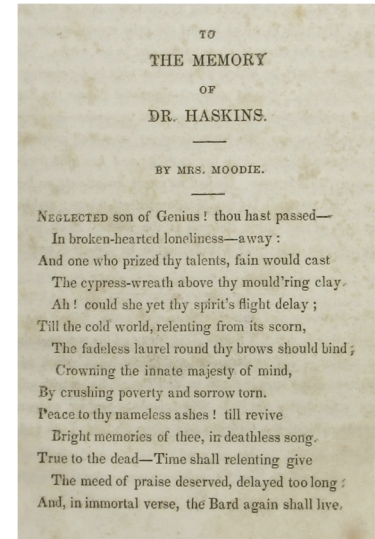 TO
THE MEMORY
OF
DR. HASKINS.
BY MRS. MOODIE.
NEGLECTED son of Genius! thou hast passed—
In broken-hearted loneliness—away:
And one who prized thy talents, fain would cast
The cypress-wreath above thy mould'ring clay.
Ah! could she yet thy spirit's flight delay;
Till the cold world, relenting from its scorn,
The fadeless laurel round thy brows should bind;
Crowning the innate majesty of mind,
By crushing poverty and sorrow torn.
Peace to thy nameless ashes! till revive
Bright memories of thee, in deathless song.
True to the dead—Time shall relenting give
The meed of praise deserved, delayed too long:
And, in immortal verse, the Bard again shall live.